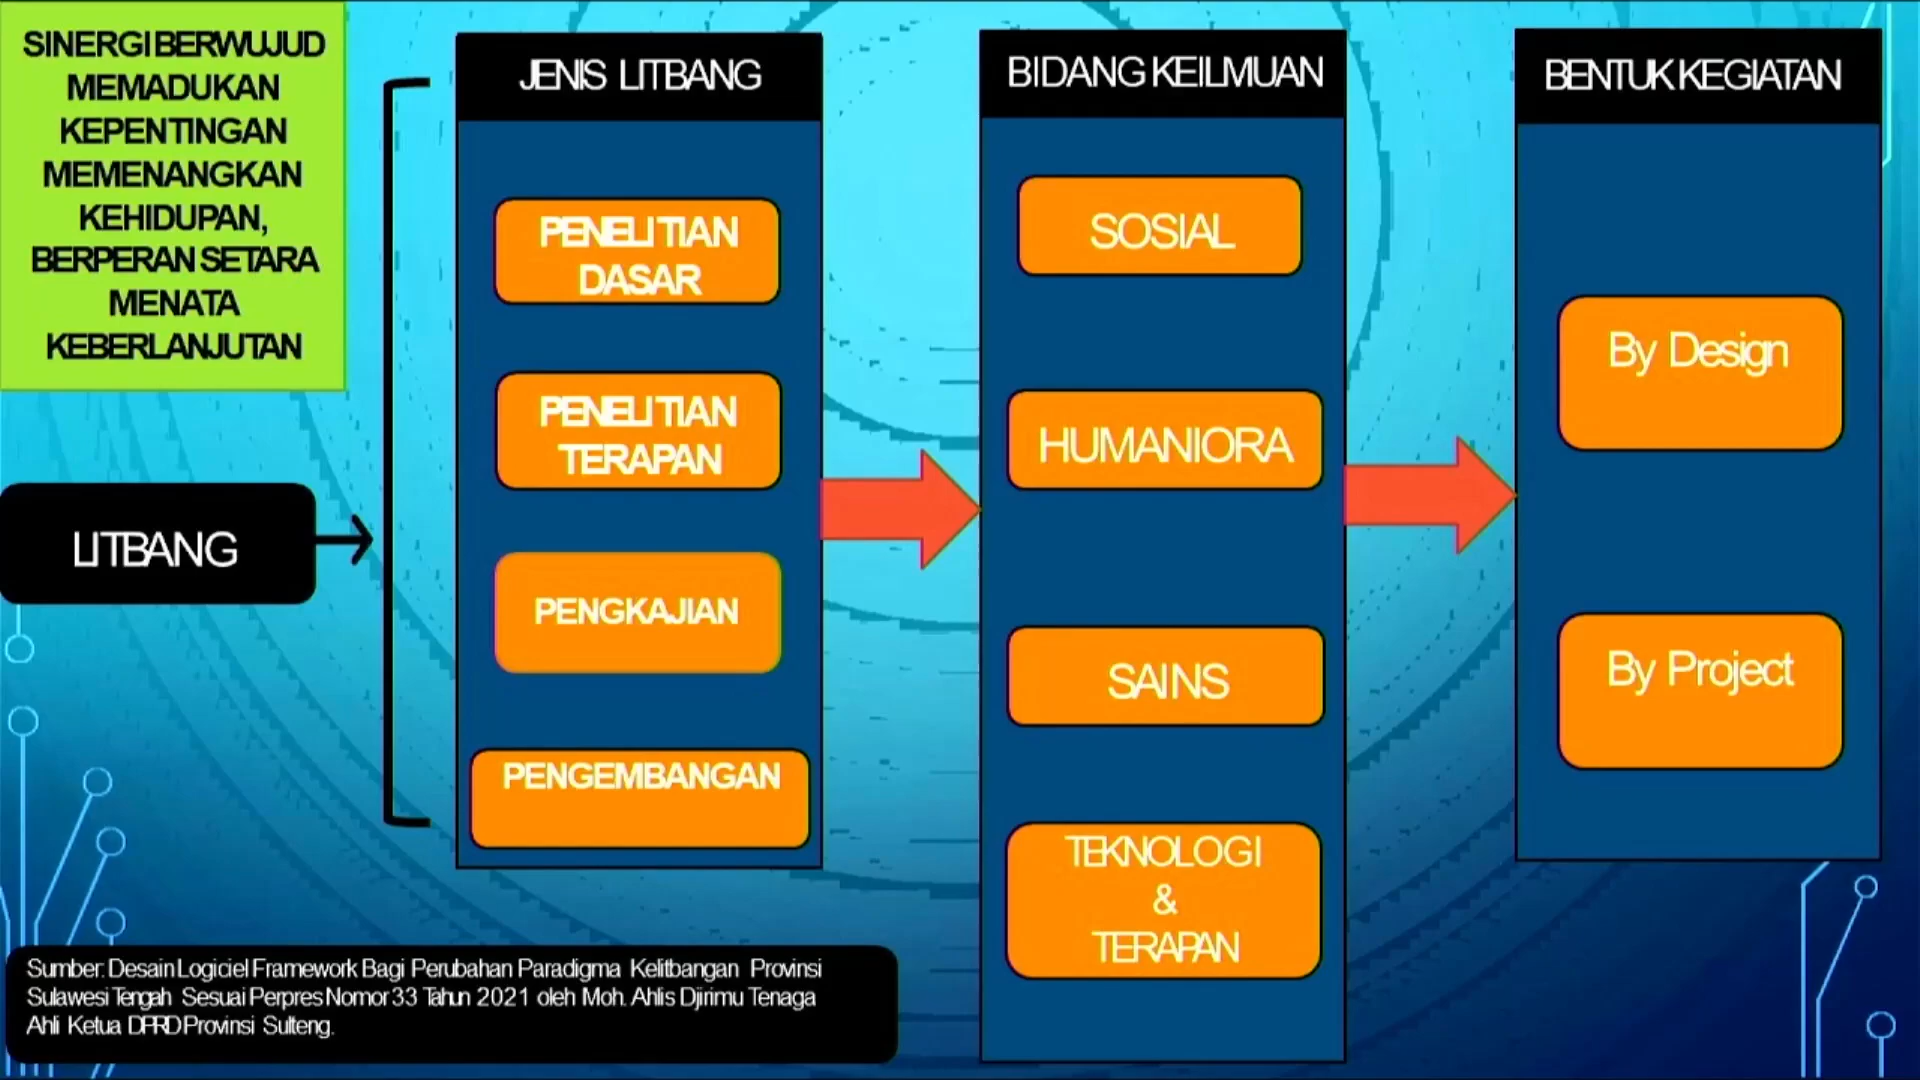 SINERGI BERWUJUD
MEMADUKAN
KEPENTINGAN
MEMENANGKAN
KEHIDUPAN,
BERPERAN SETARA
MENATA
KEBERLANJUTAN
LITBANG
JENIS LITBANG
PENELITIAN
DASAR
PENELITIAN
TERAPAN
PENGKAJIAN
PENGEMBANGAN
BIDANG KEILMUAN
SOSIAL
HUMANIORA
SAINS
TEKNOLOGI
&
TERAPAN
BENTUK KEGIATAN
By Design
By Project
Sumber: Desain Logiciel Framework Bagi Perubahan Paradigma Kelitbangan Provinsi
Sulawesi Tengah Sesuai Perpres Nomor 33 Tahun 2021 oleh Moh. Ahlis Djirimu Tenaga
Ahli Ketua DPRD Provinsi Sulteng.